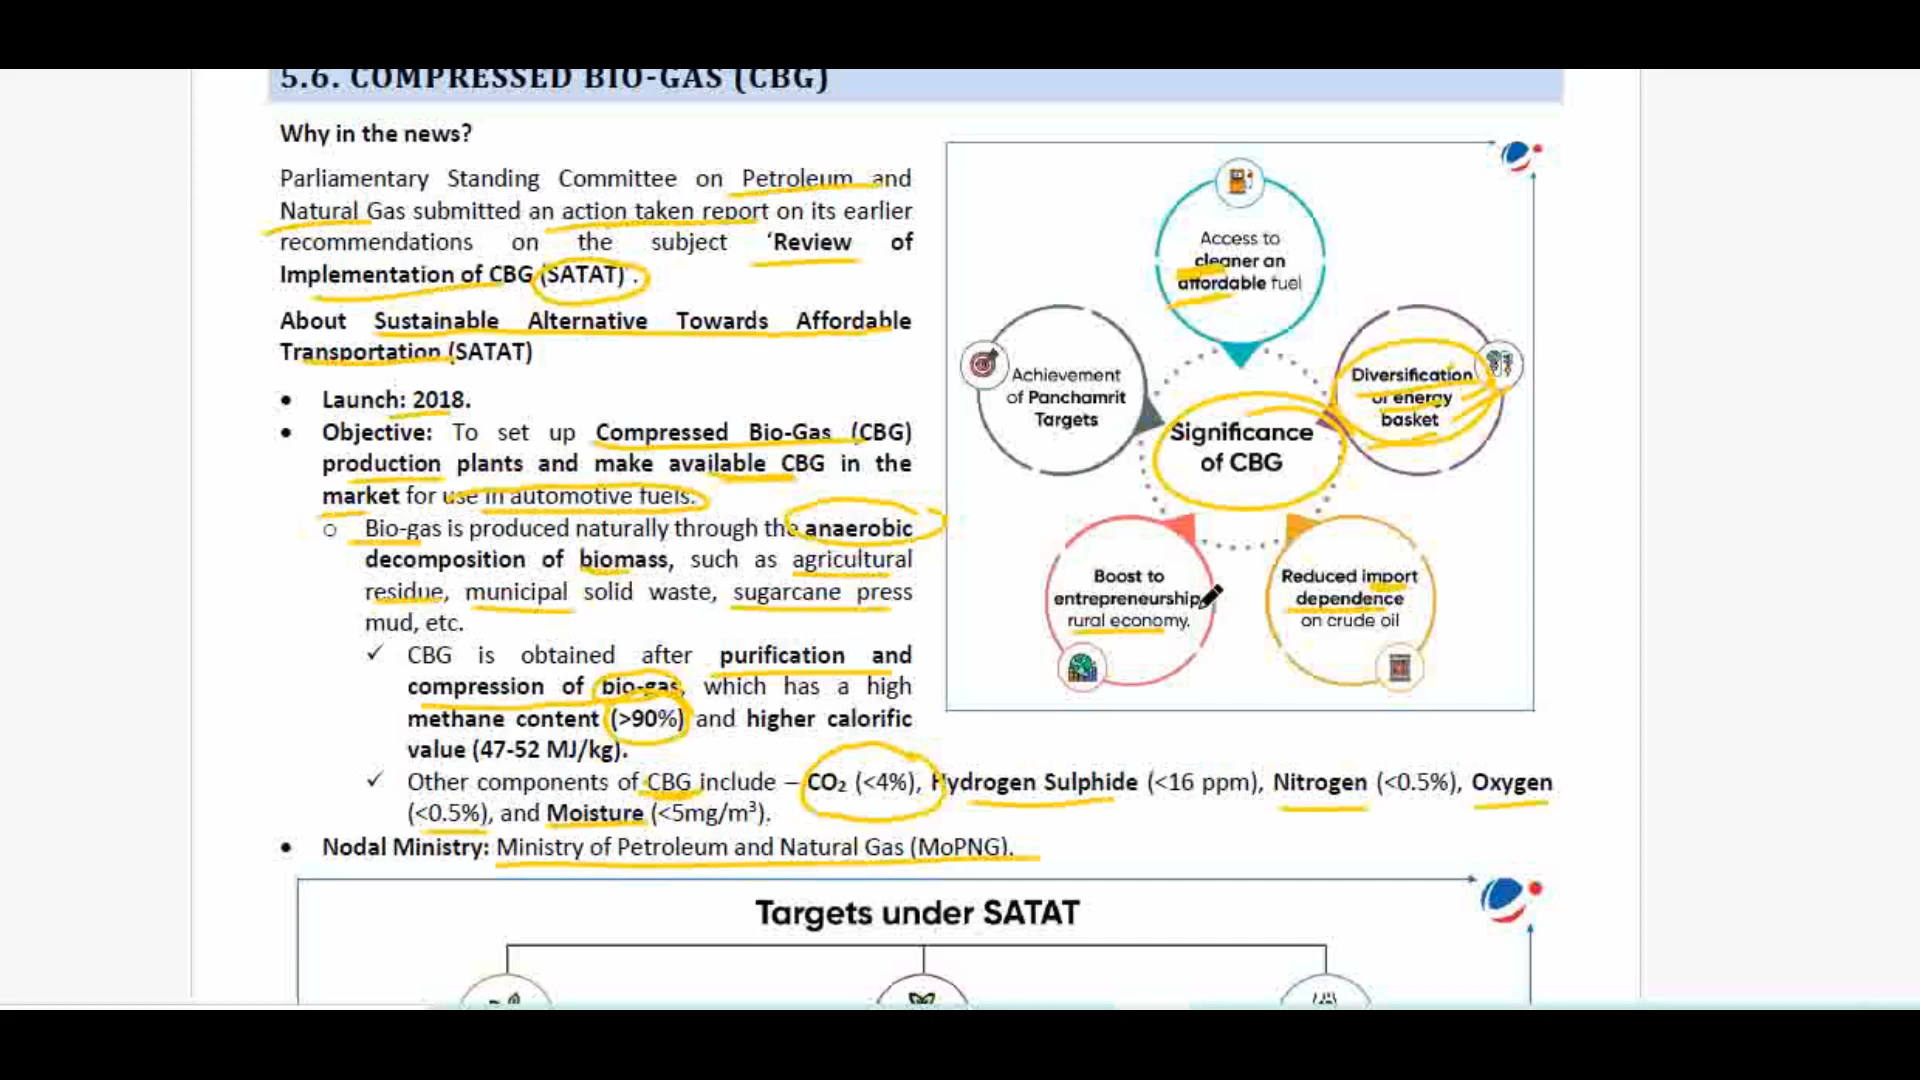 5.6. COMPRESSED BIO-GAS (CBG)
Why in the news?
Parliamentary Standing Committee on Petroleum and
Natural Gas submitted an action taken report on its earlier
recommendations on the subject ‘Review of
Implementation of CBG (SATAT)’.
About Sustainable Alternative Towards Affordable
Transportation (SATAT)
• Launch: 2018.
• Objective: To set up Compressed Bio-Gas (CBG)
production plants and make available CBG in the
market for use in automotive fuels.
o Bio-gas is produced naturally through the anaerobic
decomposition of biomass, such as agricultural
residue, municipal solid waste, sugarcane press
mud, etc.
✓ CBG is obtained after purification and
compression of bio-gas, which has a high
methane content (>90%) and higher calorific
value (47-52 MJ/kg).
✓ Other components of CBG include – CO₂ (<4%), Hydrogen Sulphide (<16 ppm), Nitrogen (<0.5%), Oxygen
(<0.5%), and Moisture (<5mg/m³).
• Nodal Ministry: Ministry of Petroleum and Natural Gas (MoPNG).
Access to
cleaner an
affordable fuel
Achievement
of Panchamrit
Targets
Diversification
of energy
basket
Significance
of CBG
Boost to
entrepreneurship,
rural economy.
Reduced import
dependence
on crude oil
Targets under SATAT